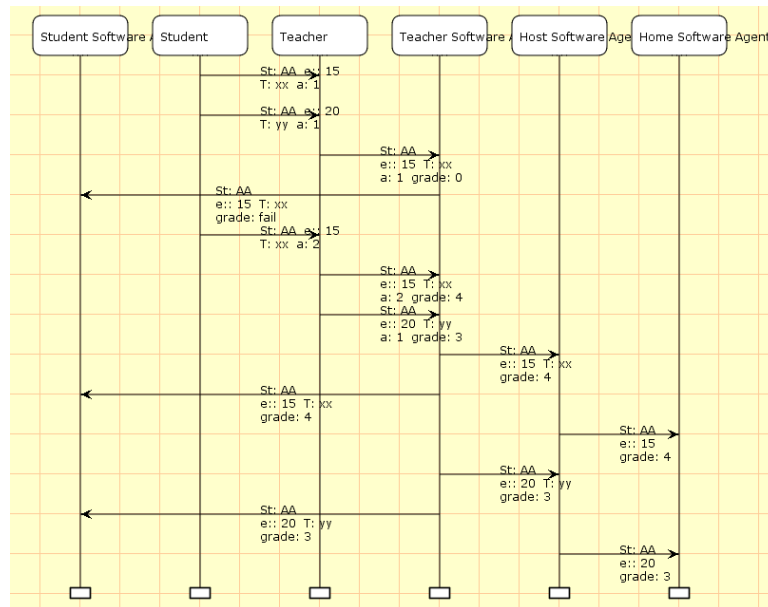 Student Software A
Student
Teacher
Teacher Software A
Host Software Age
Home Software Agent
St: AA e:: 15
T: xx a: 1
St: AA e:: 20
T: yy a: 1
St: AA
e:: 15 T: xx
a: 1 grade: 0
St: AA
e:: 15 T: xx
grade: fail
St: AA e:: 15
T: xx a: 2
St: AA
e:: 15 T: xx
a: 2 grade: 4
St: AA
e:: 20 T: yy
a: 1 grade: 3
St: AA
e:: 15 T: xx
grade: 4
St: AA
e:: 15 T: xx
grade: 4
St: AA
e:: 15
grade: 4
St: AA
e:: 20 T: yy
grade: 3
St: AA
e:: 20 T: yy
grade: 3
St: AA
e:: 20
grade: 3